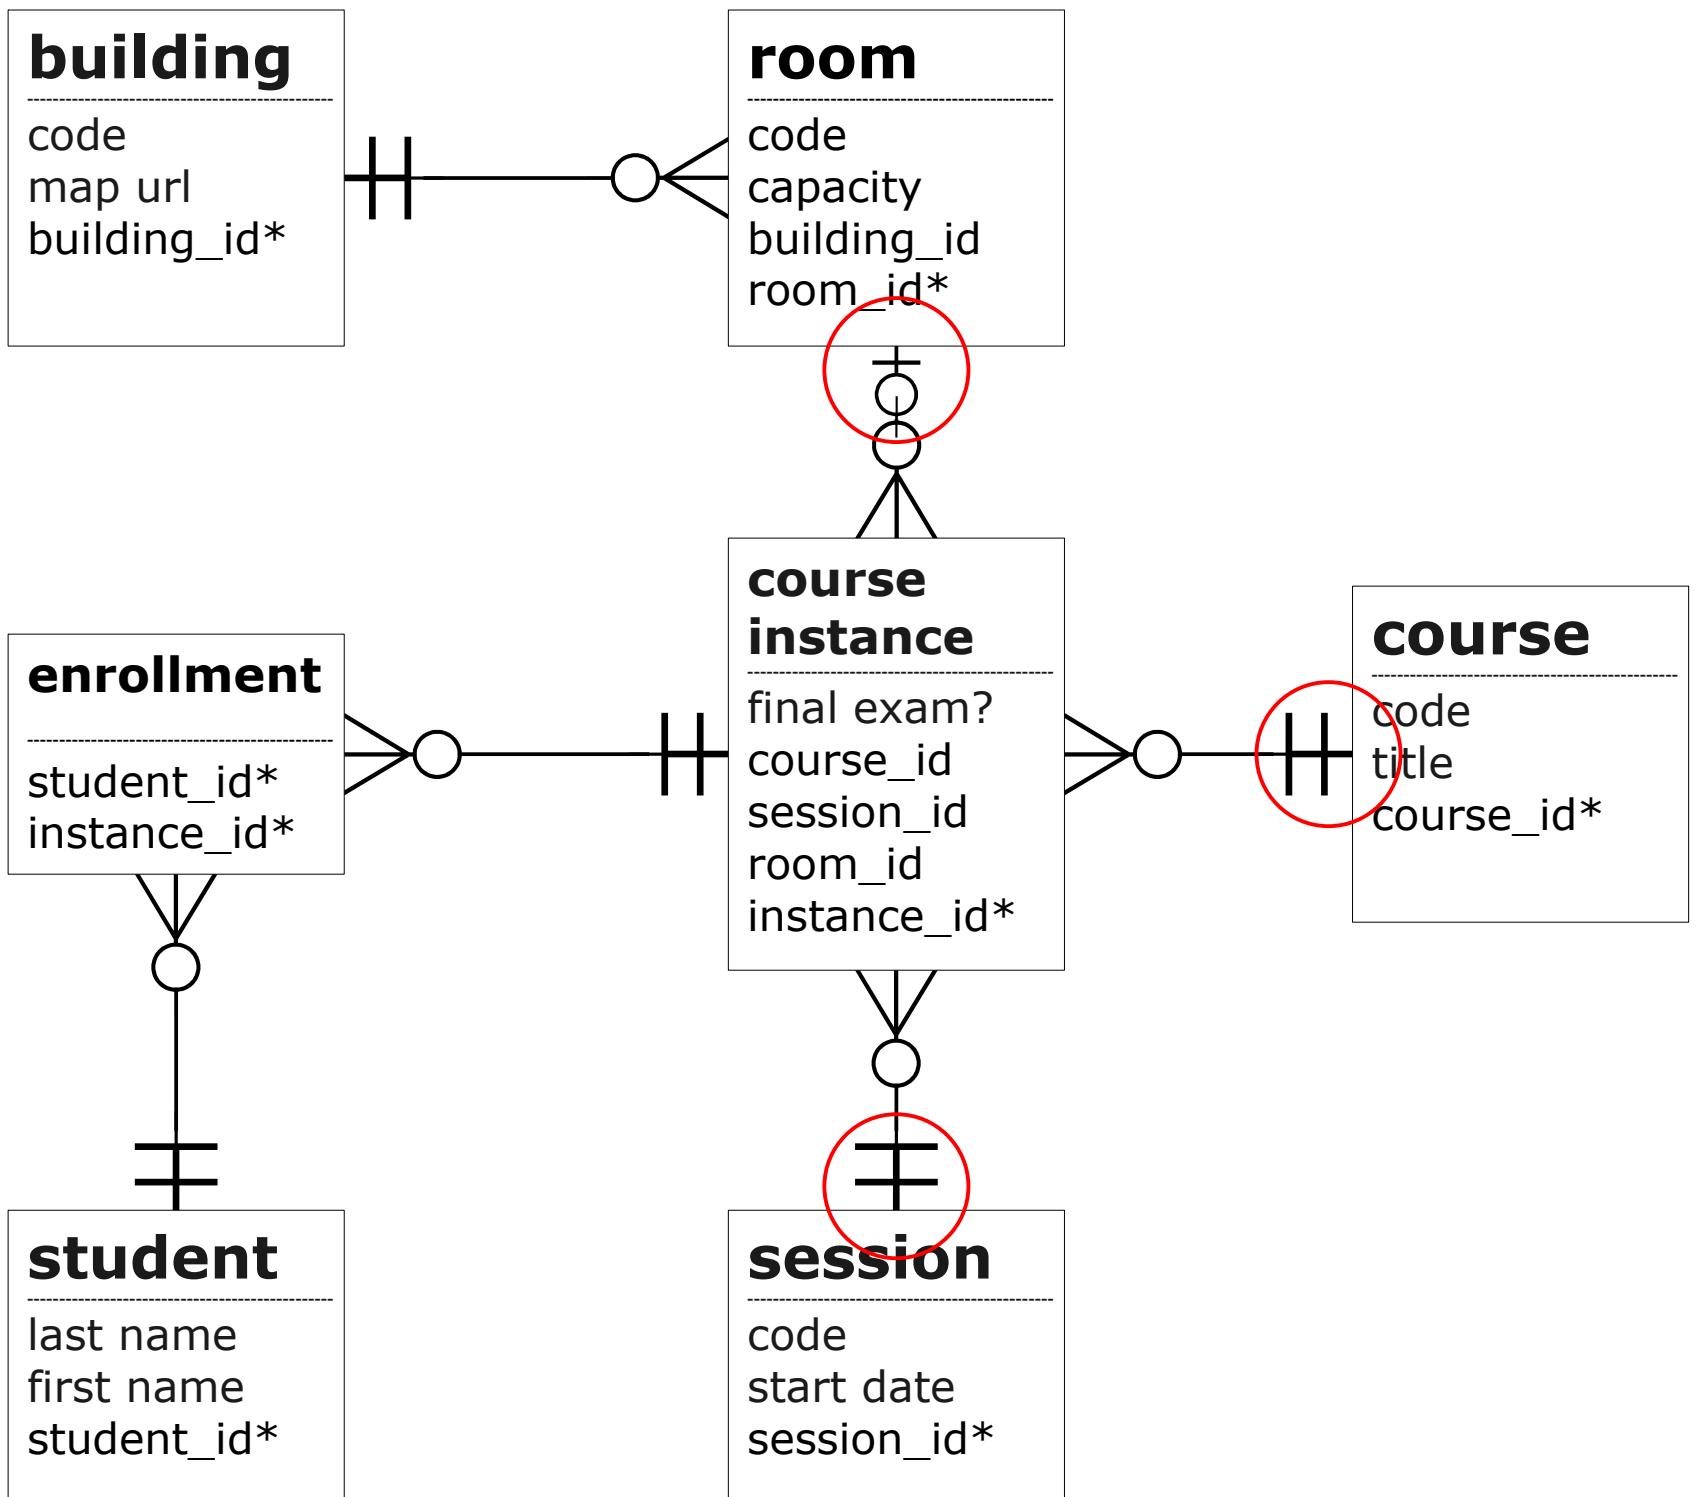 building
code
map url
building_id*
room
code
capacity
building_id
room_id*
course
instance
final exam?
course_id
session_id
room_id
instance_id*
course
code
title
course_id*
enrollment
student_id*
instance_id*
student
last name
first name
student_id*
session
code
start date
session_id*